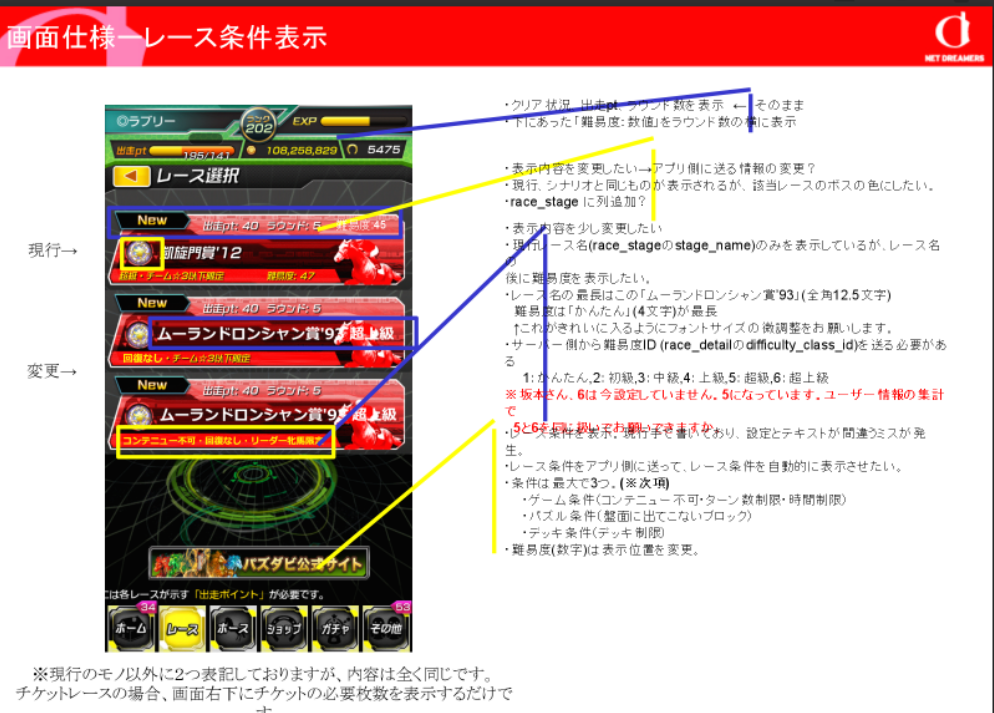 画面仕様ーレース条件表示
NET DREAMERS
◎ラブリー
ランク
202
EXP
出走pt
195/141
108,258,829
5475
レース選択
New
出走pt: 40 ラウンド: 5 難易度:45
凱旋門賞'12
超級・チーム☆3以下限定 難易度: 47
New
出走pt: 40 ラウンド: 5
ムーランドロンシャン賞'93 超上級
回復なし・チーム☆3以下限定
New
出走pt: 40 ラウンド: 5
ムーランドロンシャン賞'93 超上級
コンテニュー不可・回復なし・リーダー牝馬限定
パズダビ公式サイト
には各レースが示す「出走ポイント」が必要です。
34
53
ホーム
レース
ホース
ショップ
ガチャ
その他
現行→
変更→
・クリア状況、出走pt、ラウンド数を表示 ← そのまま
・下にあった「難易度:数値」をラウンド数の横に表示
・表示内容を変更したい→アプリ側に送る情報の変更?
・現行、シナリオと同じものが表示されるが、該当レースのボスの色にしたい。
・race_stage に列追加?
・表示内容を少し変更したい
・現行レース名(race_stageのstage_name)のみを表示しているが、レース名
の
後に難易度を表示したい。
・レース名の最長はこの「ムーランドロンシャン賞'93」(全角12.5文字)
難易度は「かんたん」(4文字)が最長
↑これがきれいに入るようにフォントサイズの微調整をお願いします。
・サーバー側から難易度ID (race_detailのdifficulty_class_id)を送る必要があ
る
1: かんたん,2: 初級,3: 中級,4: 上級,5: 超級,6: 超上級
※坂本さん、6は今設定していません。5になっています。ユーザー情報の集計
で
5と6を同じ扱いでお願いできますか。
・レース条件を表示。現行手で書いており、設定とテキストが間違うミスが発
生。
・レース条件をアプリ側に送って、レース条件を自動的に表示させたい。
・条件は最大で3つ。(※次項)
・ゲーム条件(コンテニュー不可・ターン数制限・時間制限)
・パズル条件(盤面に出てこないブロック)
・デッキ条件(デッキ制限)
・難易度(数字)は表示位置を変更。
※現行のモノ以外に2つ表記しておりますが、内容は全く同じです。
チケットレースの場合、画面右下にチケットの必要枚数を表示するだけで
す